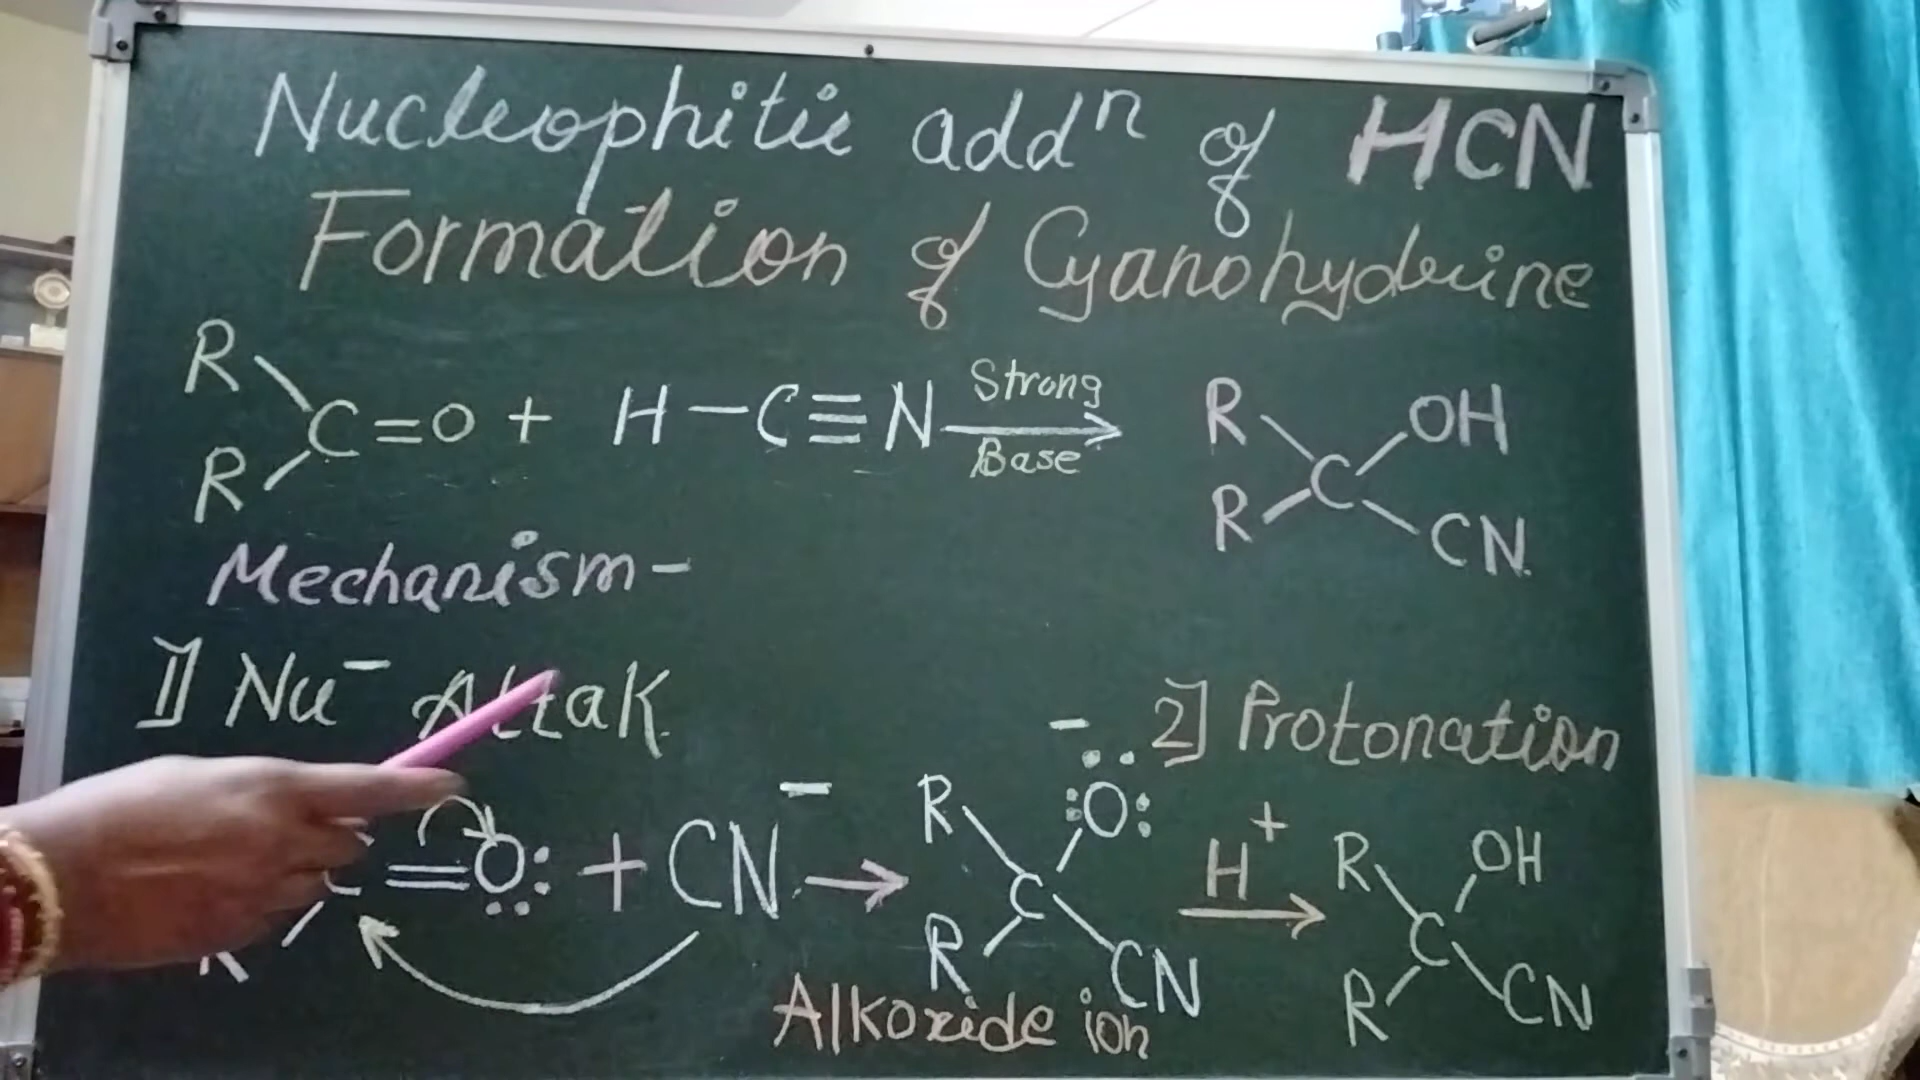 Nucleophilic addⁿ of HCN
Formation of Cyanohydrine
R
R
C=O + H-C≡N
Strong
Base
R
R
C
OH
CN
Mechanism-
1] Nu⁻ Attak
2] Protonation
R
C=O: + CN⁻ →
R
R
C
:O:⁻
CN
H⁺
R
R
C
OH
CN
Alkoxide ion